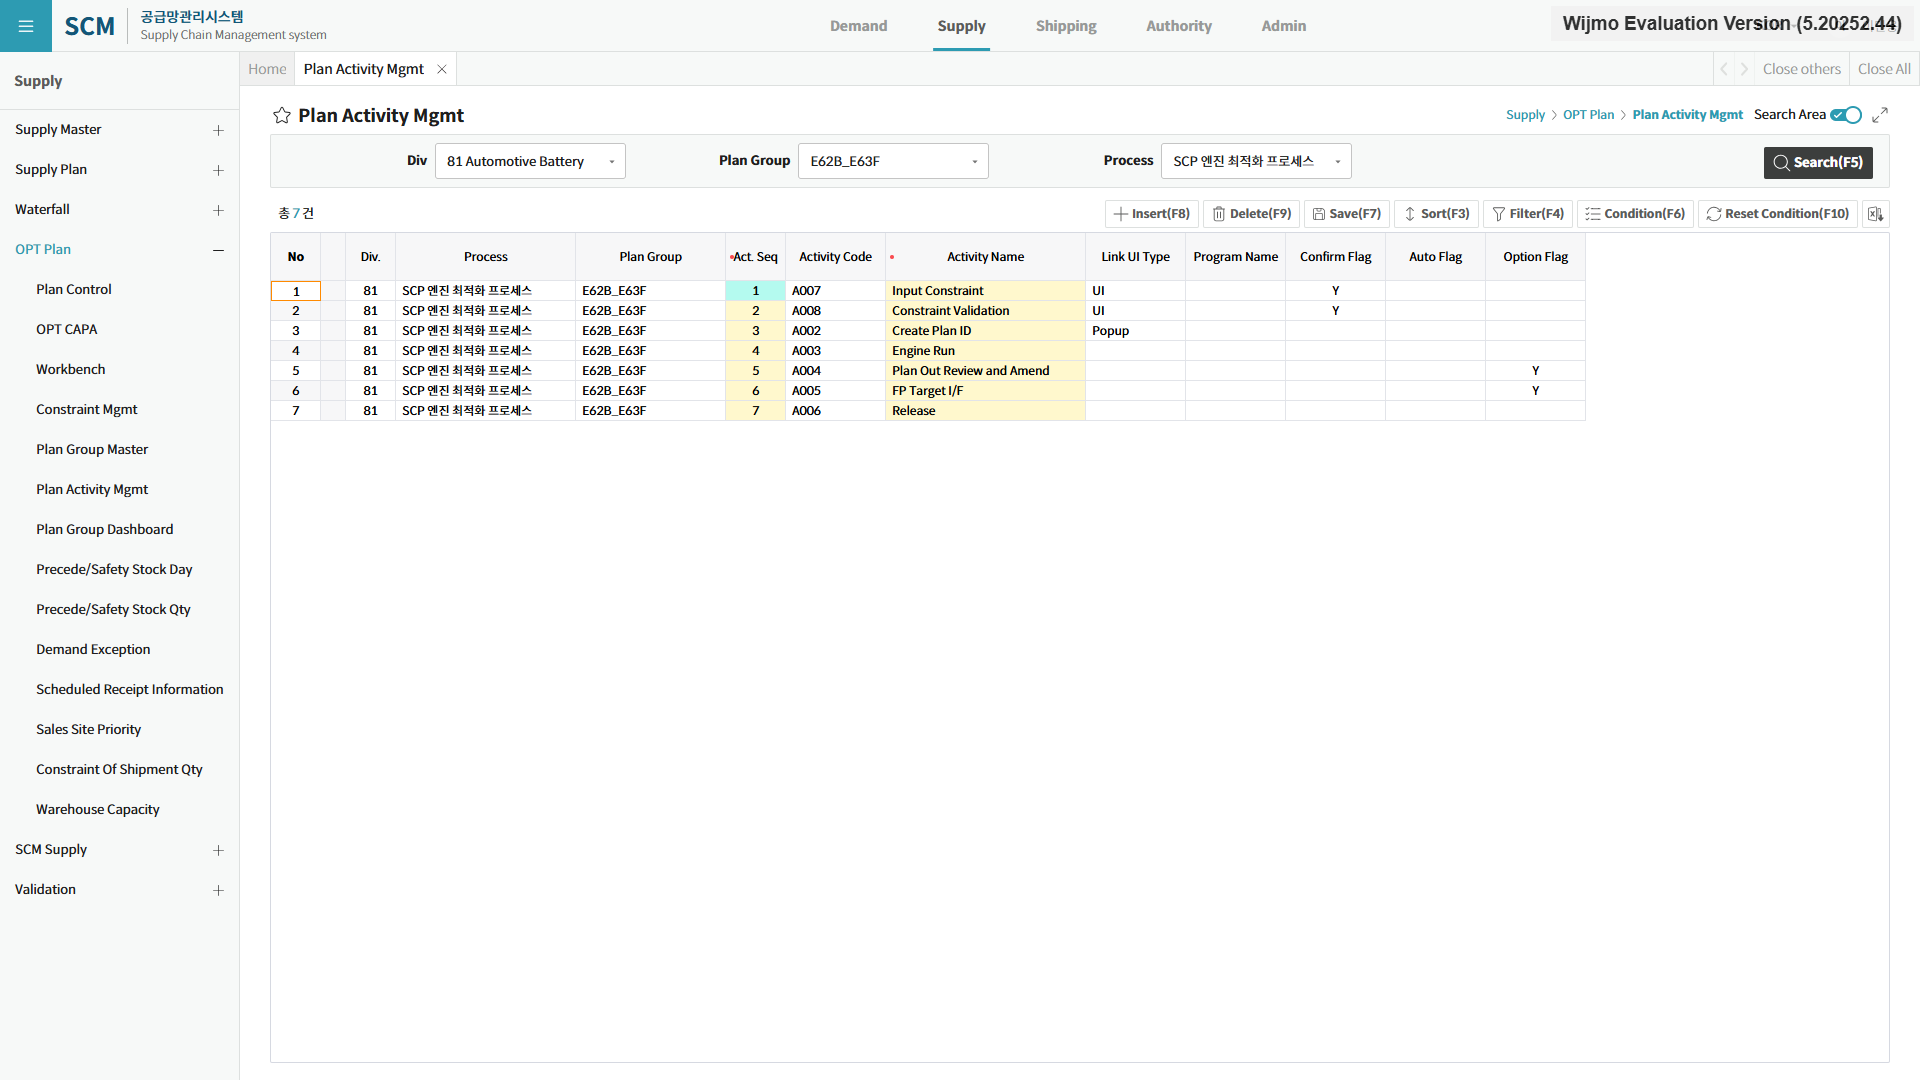 SCM
공급망관리시스템
Supply Chain Management system
Demand
Supply
Shipping
Authority
Admin
Wijmo Evaluation Version (5.20252.44)
Supply
Home
Plan Activity Mgmt
Close others
Close All
Supply Master
Supply Plan
Waterfall
OPT Plan
Plan Control
OPT CAPA
Workbench
Constraint Mgmt
Plan Group Master
Plan Activity Mgmt
Plan Group Dashboard
Precede/Safety Stock Day
Precede/Safety Stock Qty
Demand Exception
Scheduled Receipt Information
Sales Site Priority
Constraint Of Shipment Qty
Warehouse Capacity
SCM Supply
Validation
Plan Activity Mgmt
Supply > OPT Plan > Plan Activity Mgmt
Search Area
Div 81 Automotive Battery
Plan Group E62B_E63F
Process SCP 엔진 최적화 프로세스
Search(F5)
총 7 건
Insert(F8)
Delete(F9)
Save(F7)
Sort(F3)
Filter(F4)
Condition(F6)
Reset Condition(F10)
No Div. Process Plan Group Act. Seq Activity Code Activity Name Link UI Type Program Name Confirm Flag Auto Flag Option Flag
1 81 SCP 엔진 최적화 프로세스 E62B_E63F 1 A007 Input Constraint UI Y
2 81 SCP 엔진 최적화 프로세스 E62B_E63F 2 A008 Constraint Validation UI Y
3 81 SCP 엔진 최적화 프로세스 E62B_E63F 3 A002 Create Plan ID Popup
4 81 SCP 엔진 최적화 프로세스 E62B_E63F 4 A003 Engine Run
5 81 SCP 엔진 최적화 프로세스 E62B_E63F 5 A004 Plan Out Review and Amend Y
6 81 SCP 엔진 최적화 프로세스 E62B_E63F 6 A005 FP Target I/F Y
7 81 SCP 엔진 최적화 프로세스 E62B_E63F 7 A006 Release